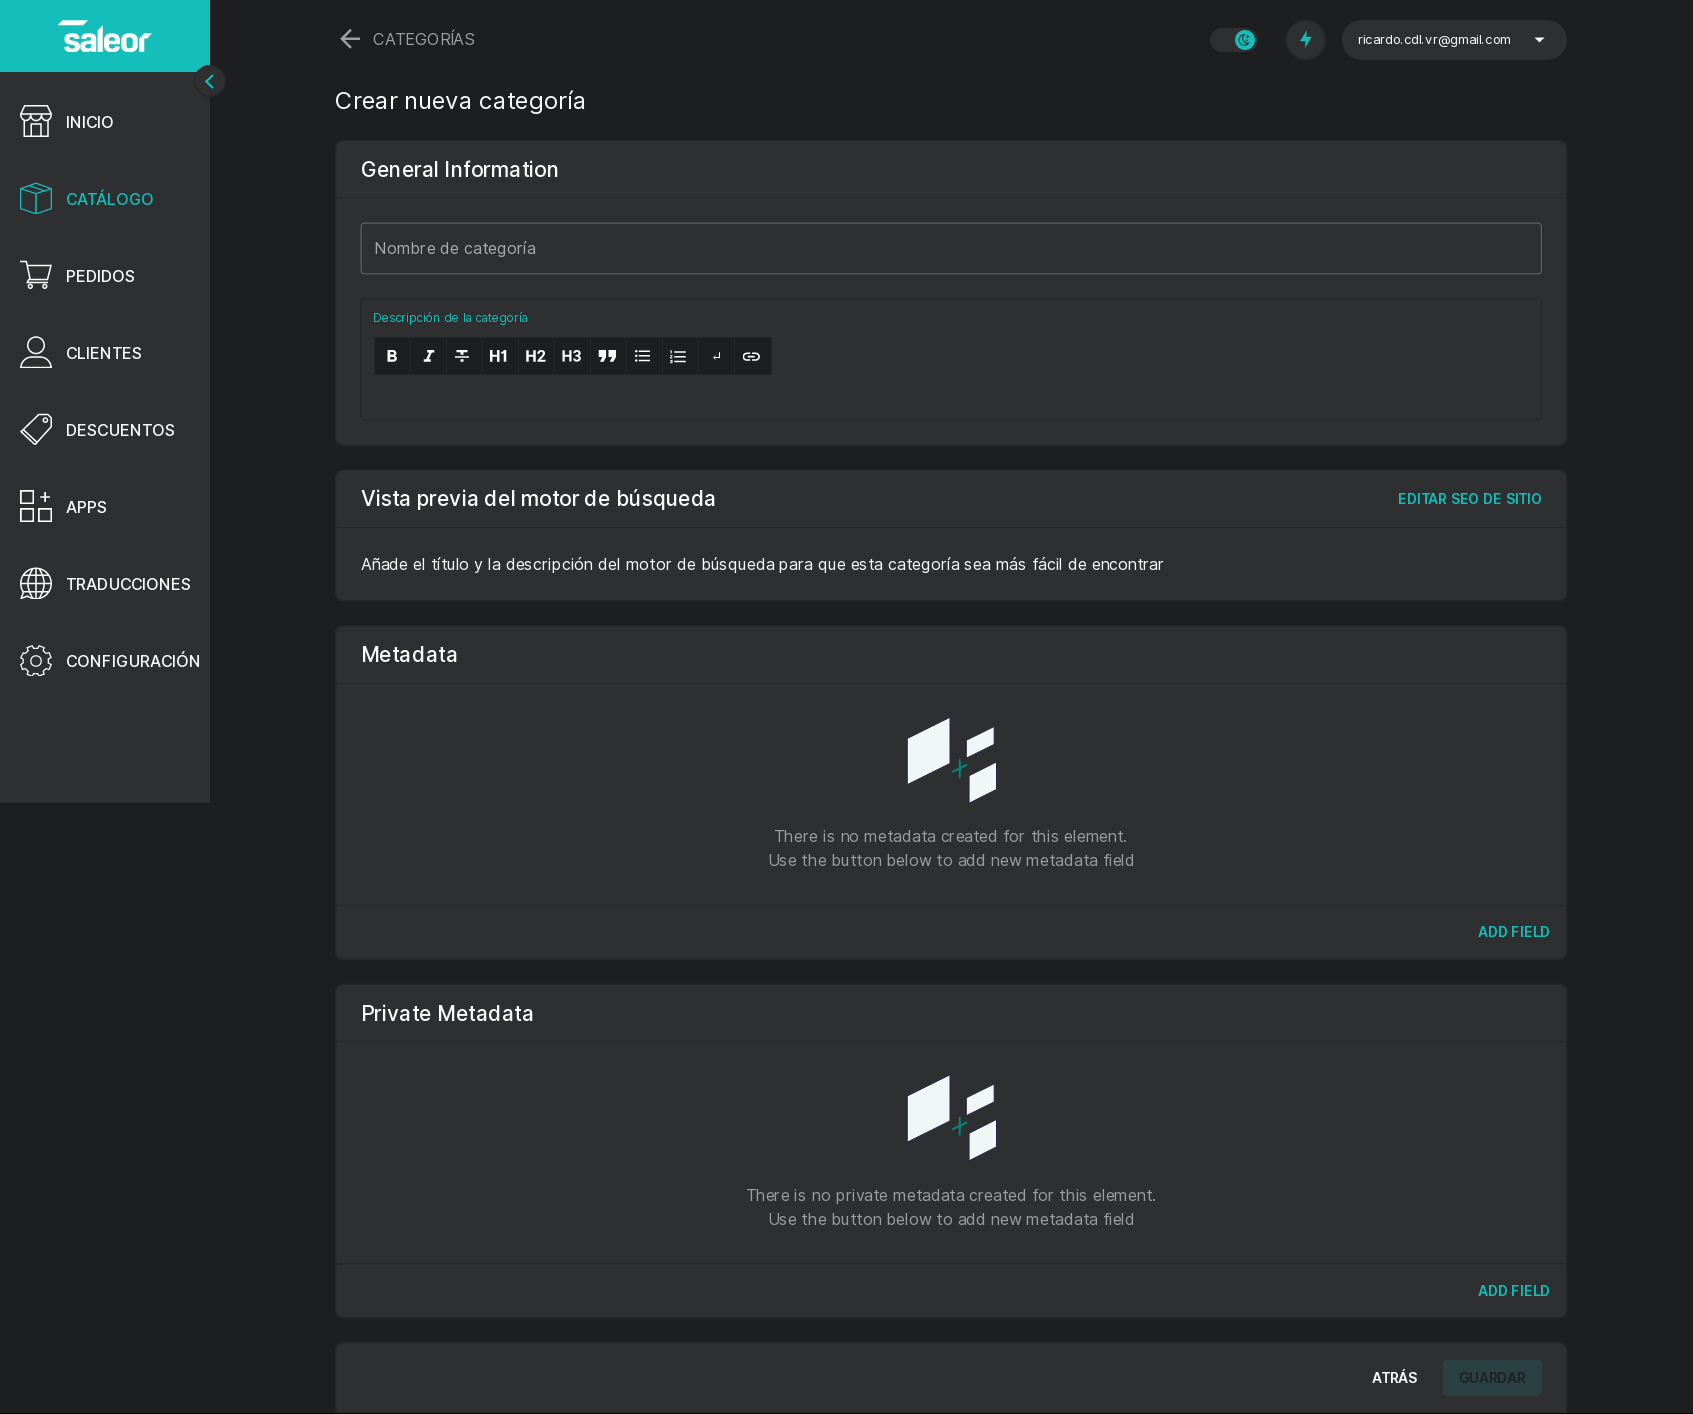 saleor
CATEGORÍAS
ricardo.cdl.vr@gmail.com
INICIO
CATÁLOGO
PEDIDOS
CLIENTES
DESCUENTOS
APPS
TRADUCCIONES
CONFIGURACIÓN
Crear nueva categoría
General Information
Nombre de categoría
Descripción de la categoría
B I T H1 H2 H3
Vista previa del motor de búsqueda
EDITAR SEO DE SITIO
Añade el título y la descripción del motor de búsqueda para que esta categoría sea más fácil de encontrar
Metadata
There is no metadata created for this element.
Use the button below to add new metadata field
ADD FIELD
Private Metadata
There is no private metadata created for this element.
Use the button below to add new metadata field
ADD FIELD
ATRÁS
GUARDAR